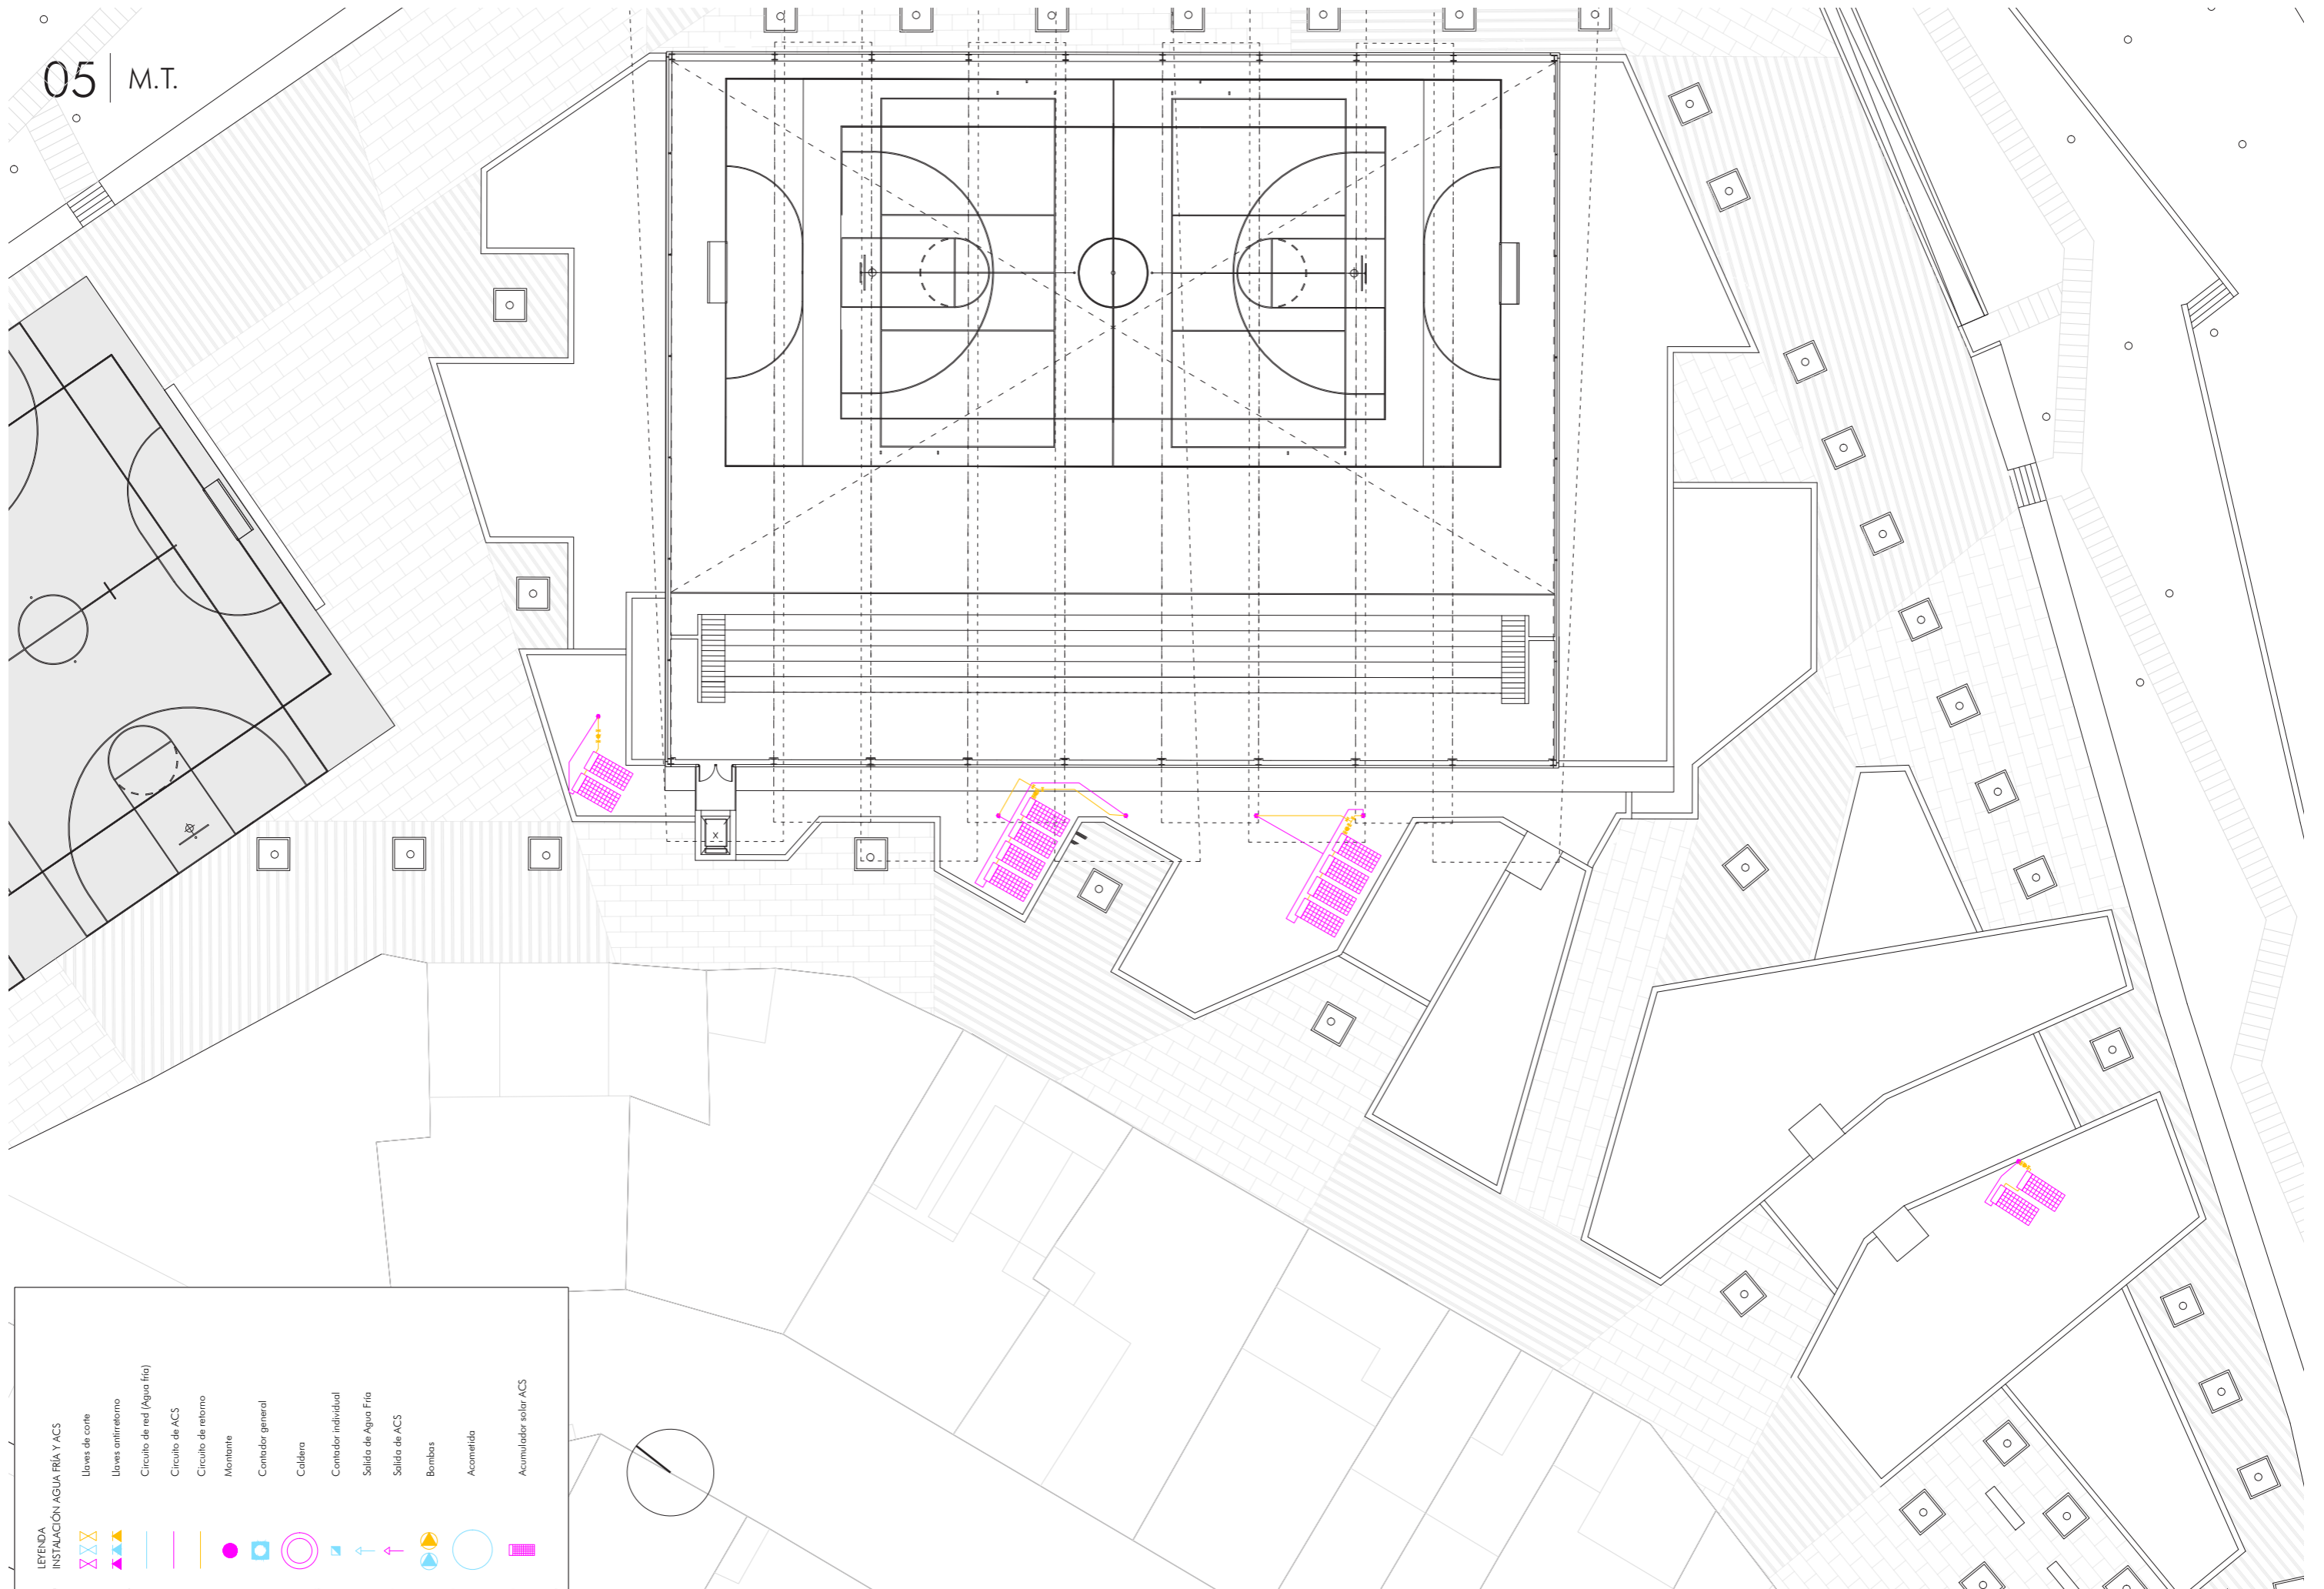 05 M.T.
X
LEYENDA
INSTALACIÓN AGUA FRÍA Y ACS
Llaves de corte
Llaves antirretorno
Circuito de red (Agua fría)
Circuito de ACS
Circuito de retorno
Montante
Contador general
Caldera
Contador individual
Salida de Agua Fría
Salida de ACS
Bombas
Acometida
Acumulador solar ACS